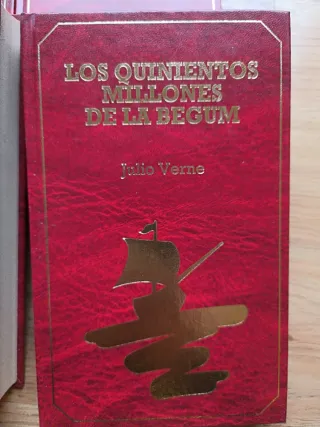 LOS QUINIENTOS
MILLONES
DE LA BEGUM
Julio Verne